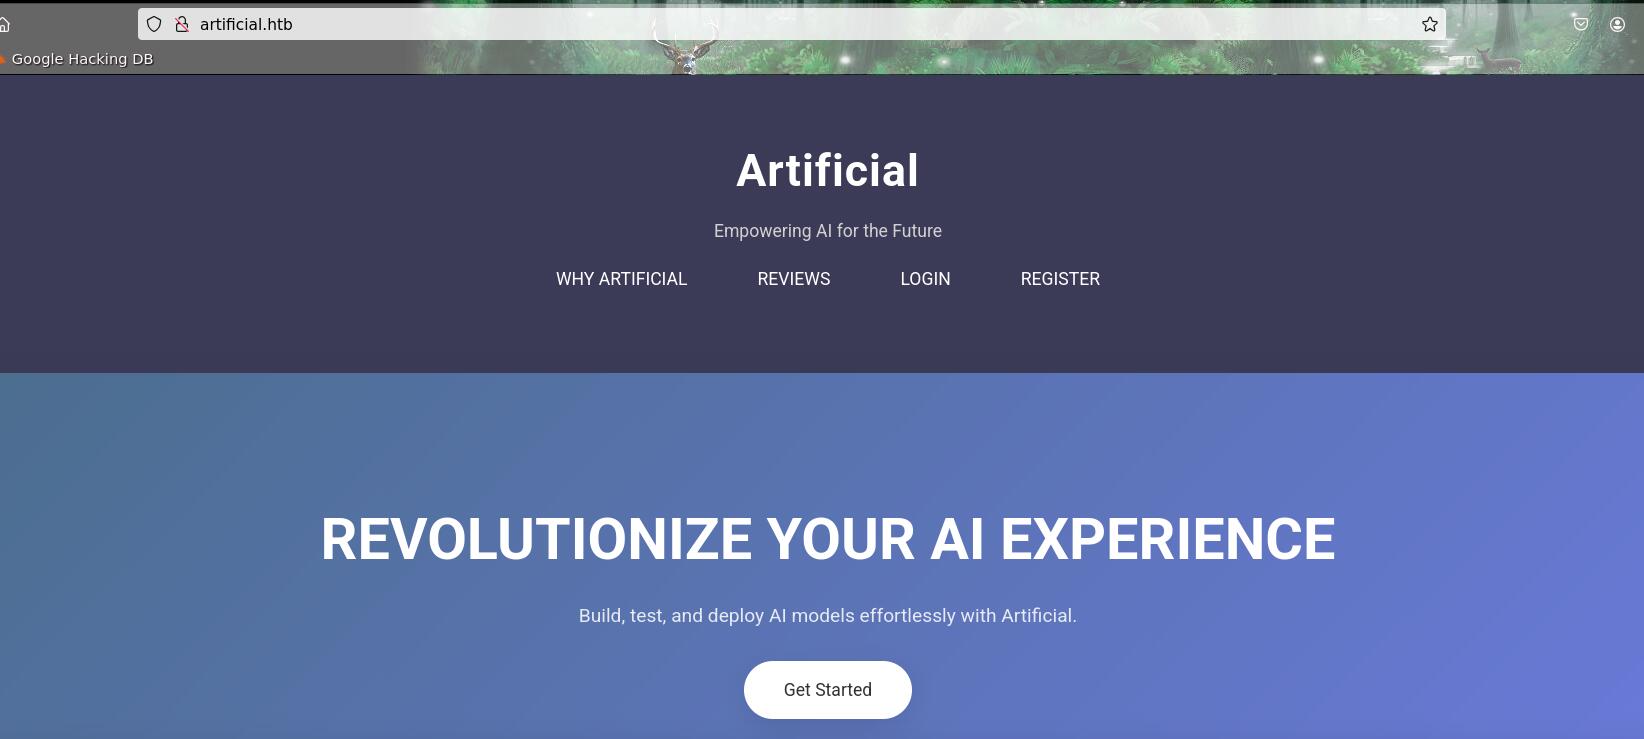 artificial.htb
Google Hacking DB
Artificial
Empowering AI for the Future
WHY ARTIFICIAL REVIEWS LOGIN REGISTER
REVOLUTIONIZE YOUR AI EXPERIENCE
Build, test, and deploy AI models effortlessly with Artificial.
Get Started